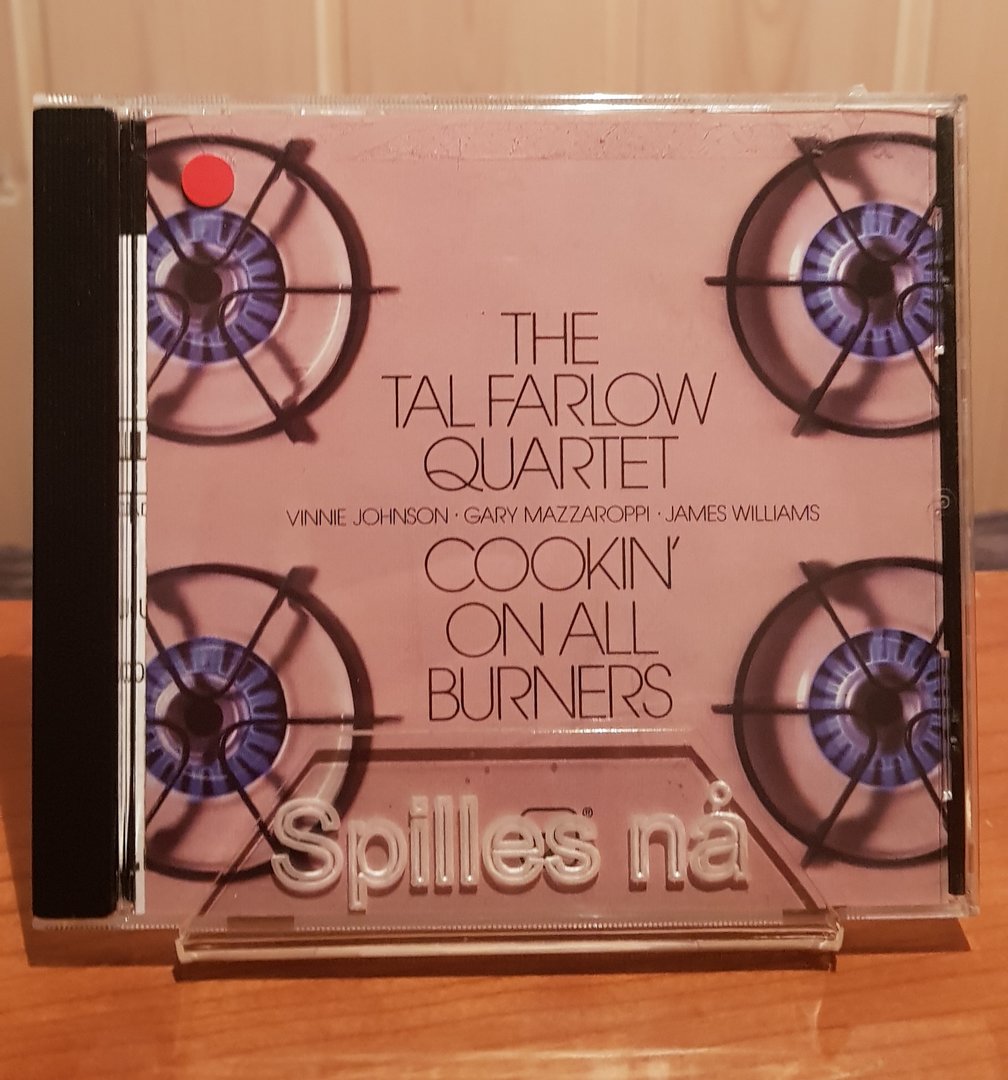 THE
TAL FARLOW
QUARTET
VINNIE JOHNSON · GARY MAZZAROPPI · JAMES WILLIAMS
COOKIN'
ON ALL
BURNERS
Spilles nå